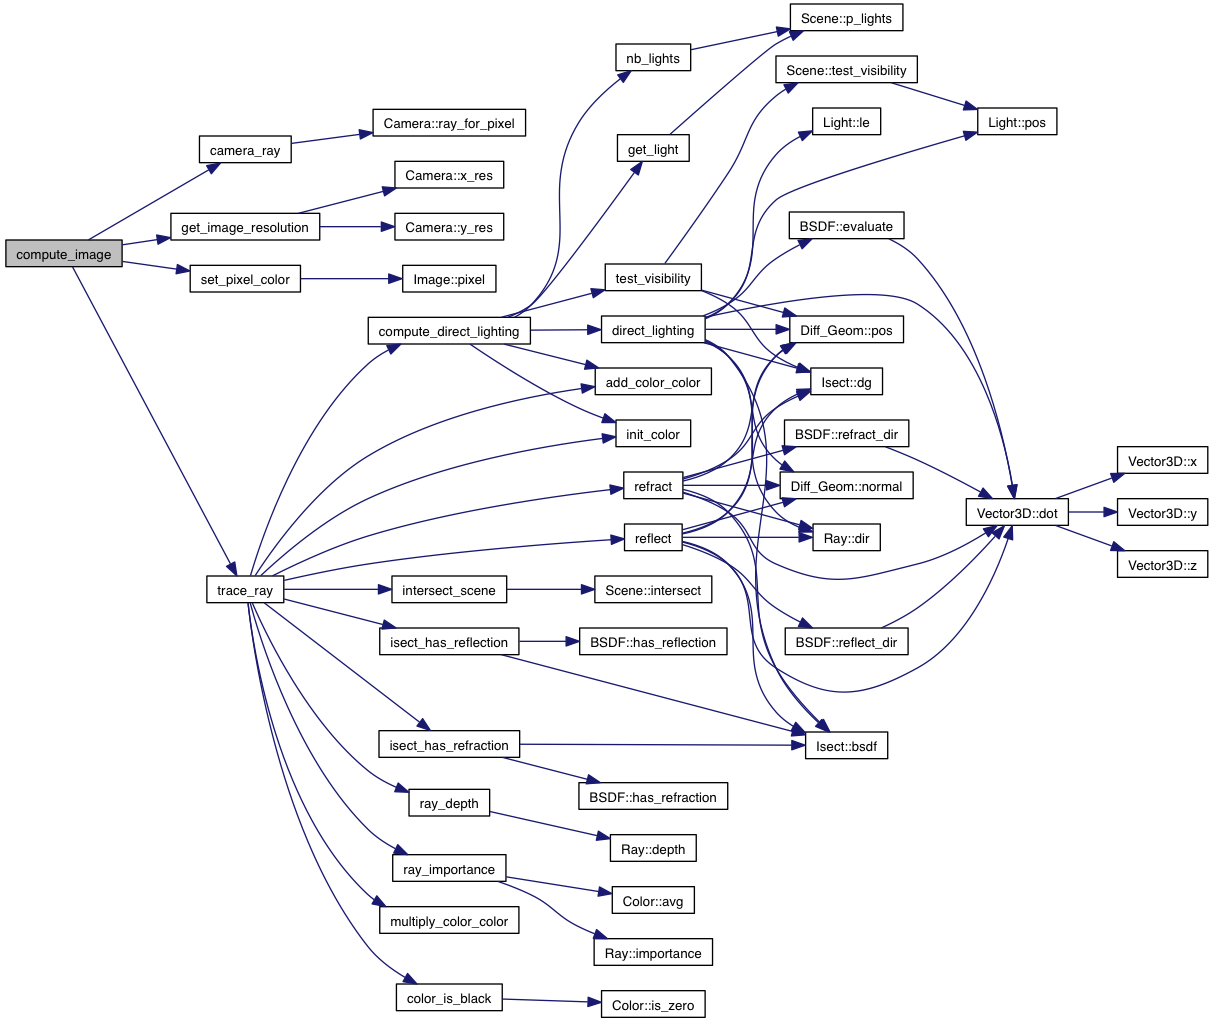 compute_image
camera_ray
get_image_resolution
set_pixel_color
trace_ray
Camera::ray_for_pixel
Camera::x_res
Camera::y_res
Image::pixel
compute_direct_lighting
intersect_scene
isect_has_reflection
isect_has_refraction
ray_depth
ray_importance
multiply_color_color
color_is_black
nb_lights
get_light
test_visibility
direct_lighting
add_color_color
init_color
refract
reflect
Scene::intersect
BSDF::has_reflection
BSDF::has_refraction
Ray::depth
Color::avg
Ray::importance
Color::is_zero
Scene::p_lights
Scene::test_visibility
Light::le
BSDF::evaluate
Diff_Geom::pos
Isect::dg
BSDF::refract_dir
Diff_Geom::normal
Ray::dir
BSDF::reflect_dir
Isect::bsdf
Light::pos
Vector3D::dot
Vector3D::x
Vector3D::y
Vector3D::z